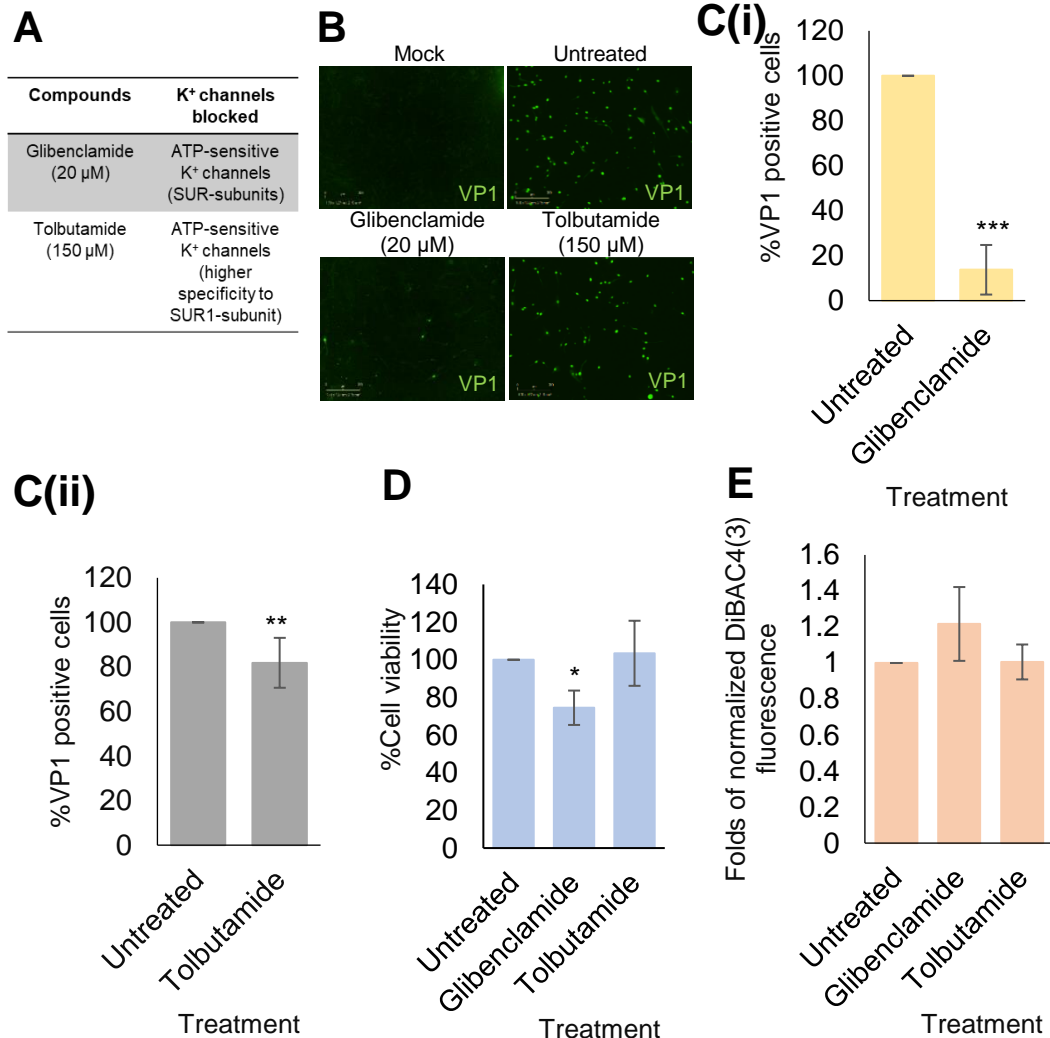 A
Compounds
K⁺ channels
blocked
Glibenclamide
(20 µM)
ATP-sensitive
K⁺ channels
(SUR-subunits)
Tolbutamide
(150 µM)
ATP-sensitive
K⁺ channels
(higher
specificity to
SUR1-subunit)
B
Mock
Untreated
VP1
VP1
Glibenclamide
(20 µM)
Tolbutamide
(150 µM)
VP1
VP1
C(i)
%VP1 positive cells
120
100
80
60
40
20
0
***
Untreated
Glibenclamide
Treatment
C(ii)
%VP1 positive cells
120
100
80
60
40
20
0
**
Untreated
Tolbutamide
Treatment
D
%Cell viability
140
120
100
80
60
40
20
0
*
Untreated
Glibenclamide
Tolbutamide
Treatment
E
Folds of normalized DiBAC4(3)
fluorescence
1.6
1.4
1.2
1
0.8
0.6
0.4
0.2
0
Untreated
Glibenclamide
Tolbutamide
Treatment